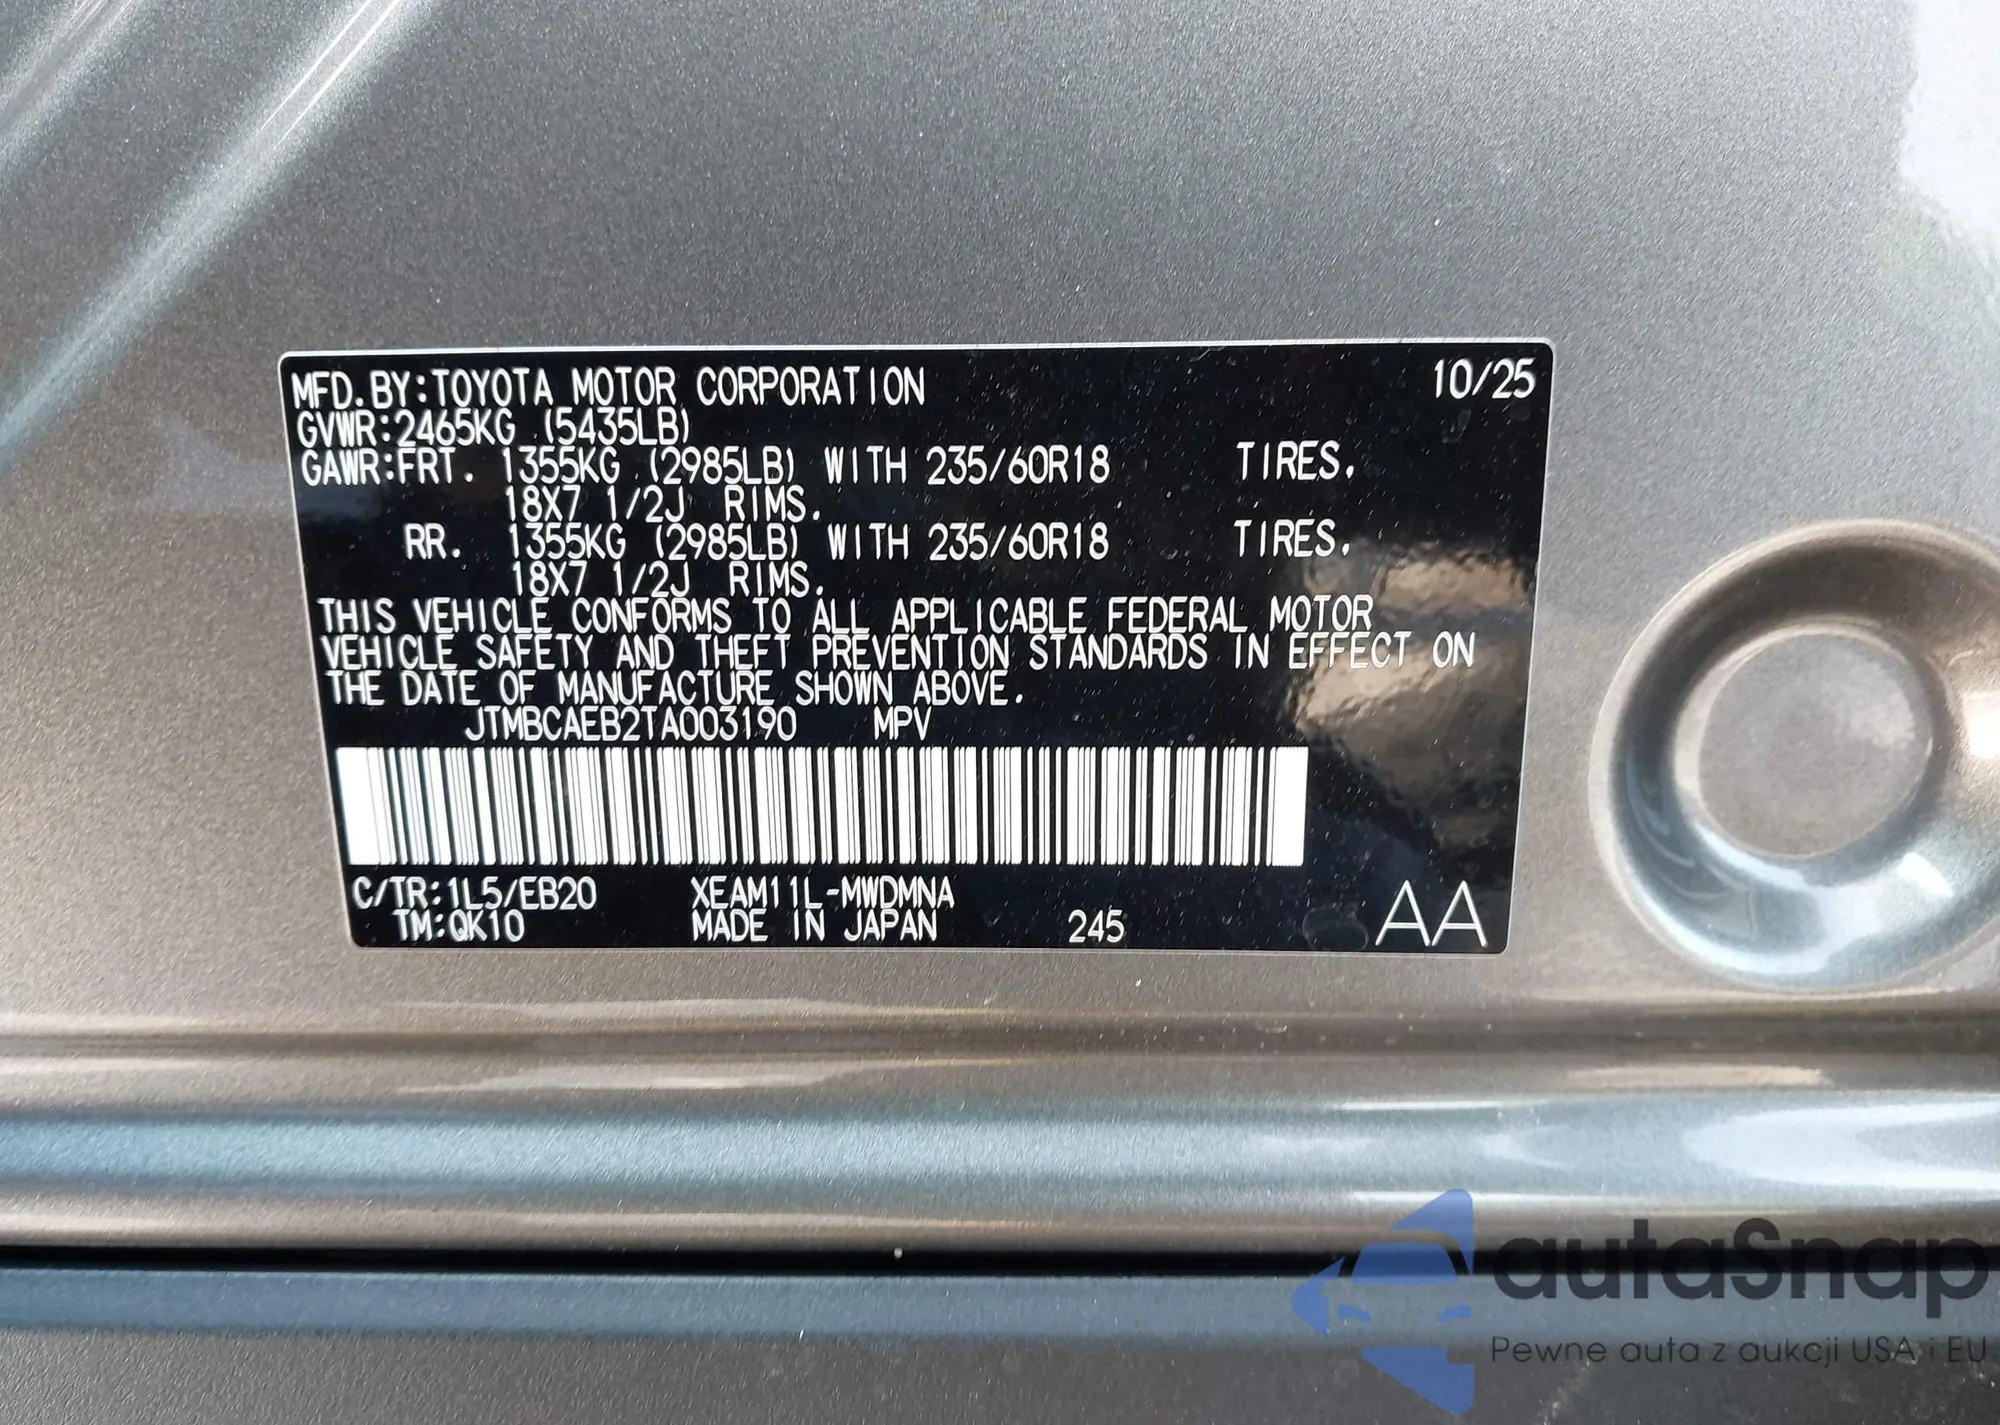 MFD.BY:TOYOTA MOTOR CORPORATION 10/25
GVWR:2465KG (5435LB)
GAWR:FRT. 1355KG (2985LB) WITH 235/60R18 TIRES,
18X7 1/2J RIMS.
RR. 1355KG (2985LB) WITH 235/60R18 TIRES,
18X7 1/2J RIMS.
THIS VEHICLE CONFORMS TO ALL APPLICABLE FEDERAL MOTOR
VEHICLE SAFETY AND THEFT PREVENTION STANDARDS IN EFFECT ON
THE DATE OF MANUFACTURE SHOWN ABOVE.
JTMBCAEB2TA003190 MPV
C/TR:1L5/EB20 XEAM11L-MWDMNA
TM:QK10 MADE IN JAPAN 245 AA
autaSnap
Pewne auta z aukcji USA i EU